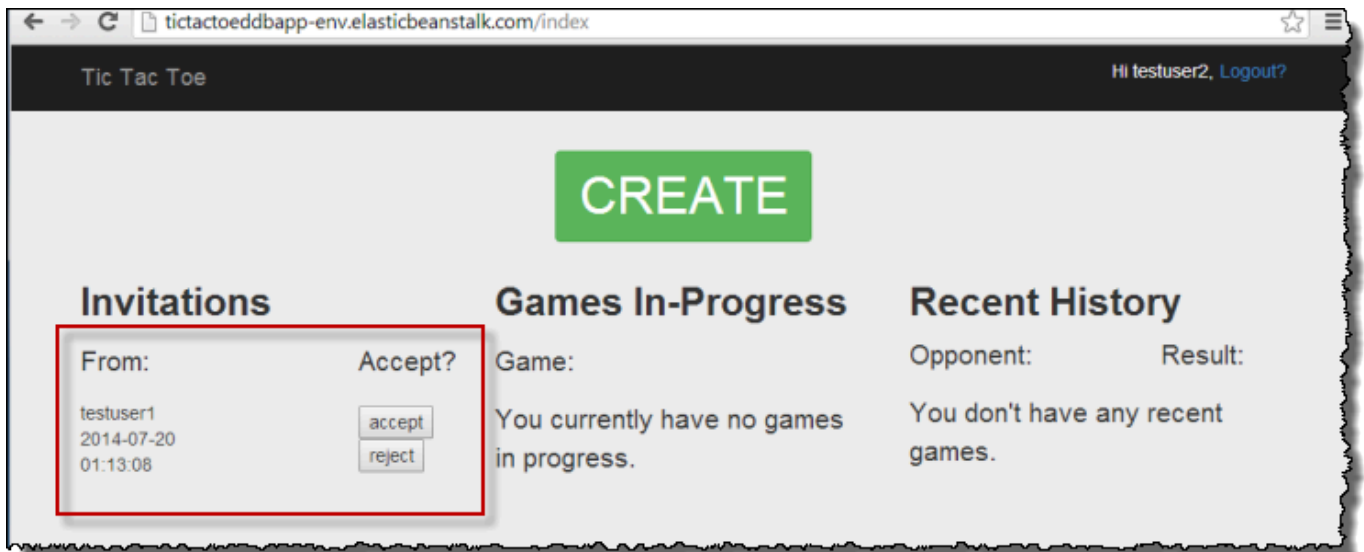 tictactoeddbapp-env.elasticbeanstalk.com/index
Tic Tac Toe
Hi testuser2, Logout?
CREATE
Invitations
From:
Accept?
testuser1
2014-07-20
01:13:08
accept
reject
Games In-Progress
Game:
You currently have no games
in progress.
Recent History
Opponent:
Result:
You don't have any recent
games.